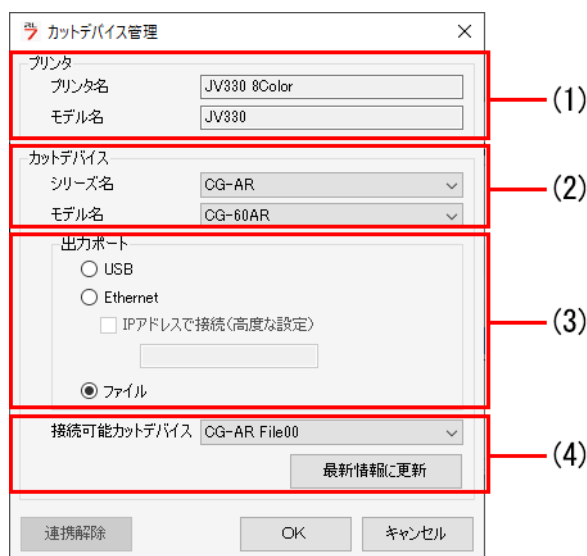 カットデバイス管理
プリンタ
プリンタ名 JV330 8Color
モデル名 JV330
(1)
カットデバイス
シリーズ名 CG-AR
モデル名 CG-60AR
(2)
出力ポート
USB
Ethernet
IPアドレスで接続(高度な設定)
ファイル
(3)
接続可能カットデバイス CG-AR File00
最新情報に更新
(4)
連携解除 OK キャンセル